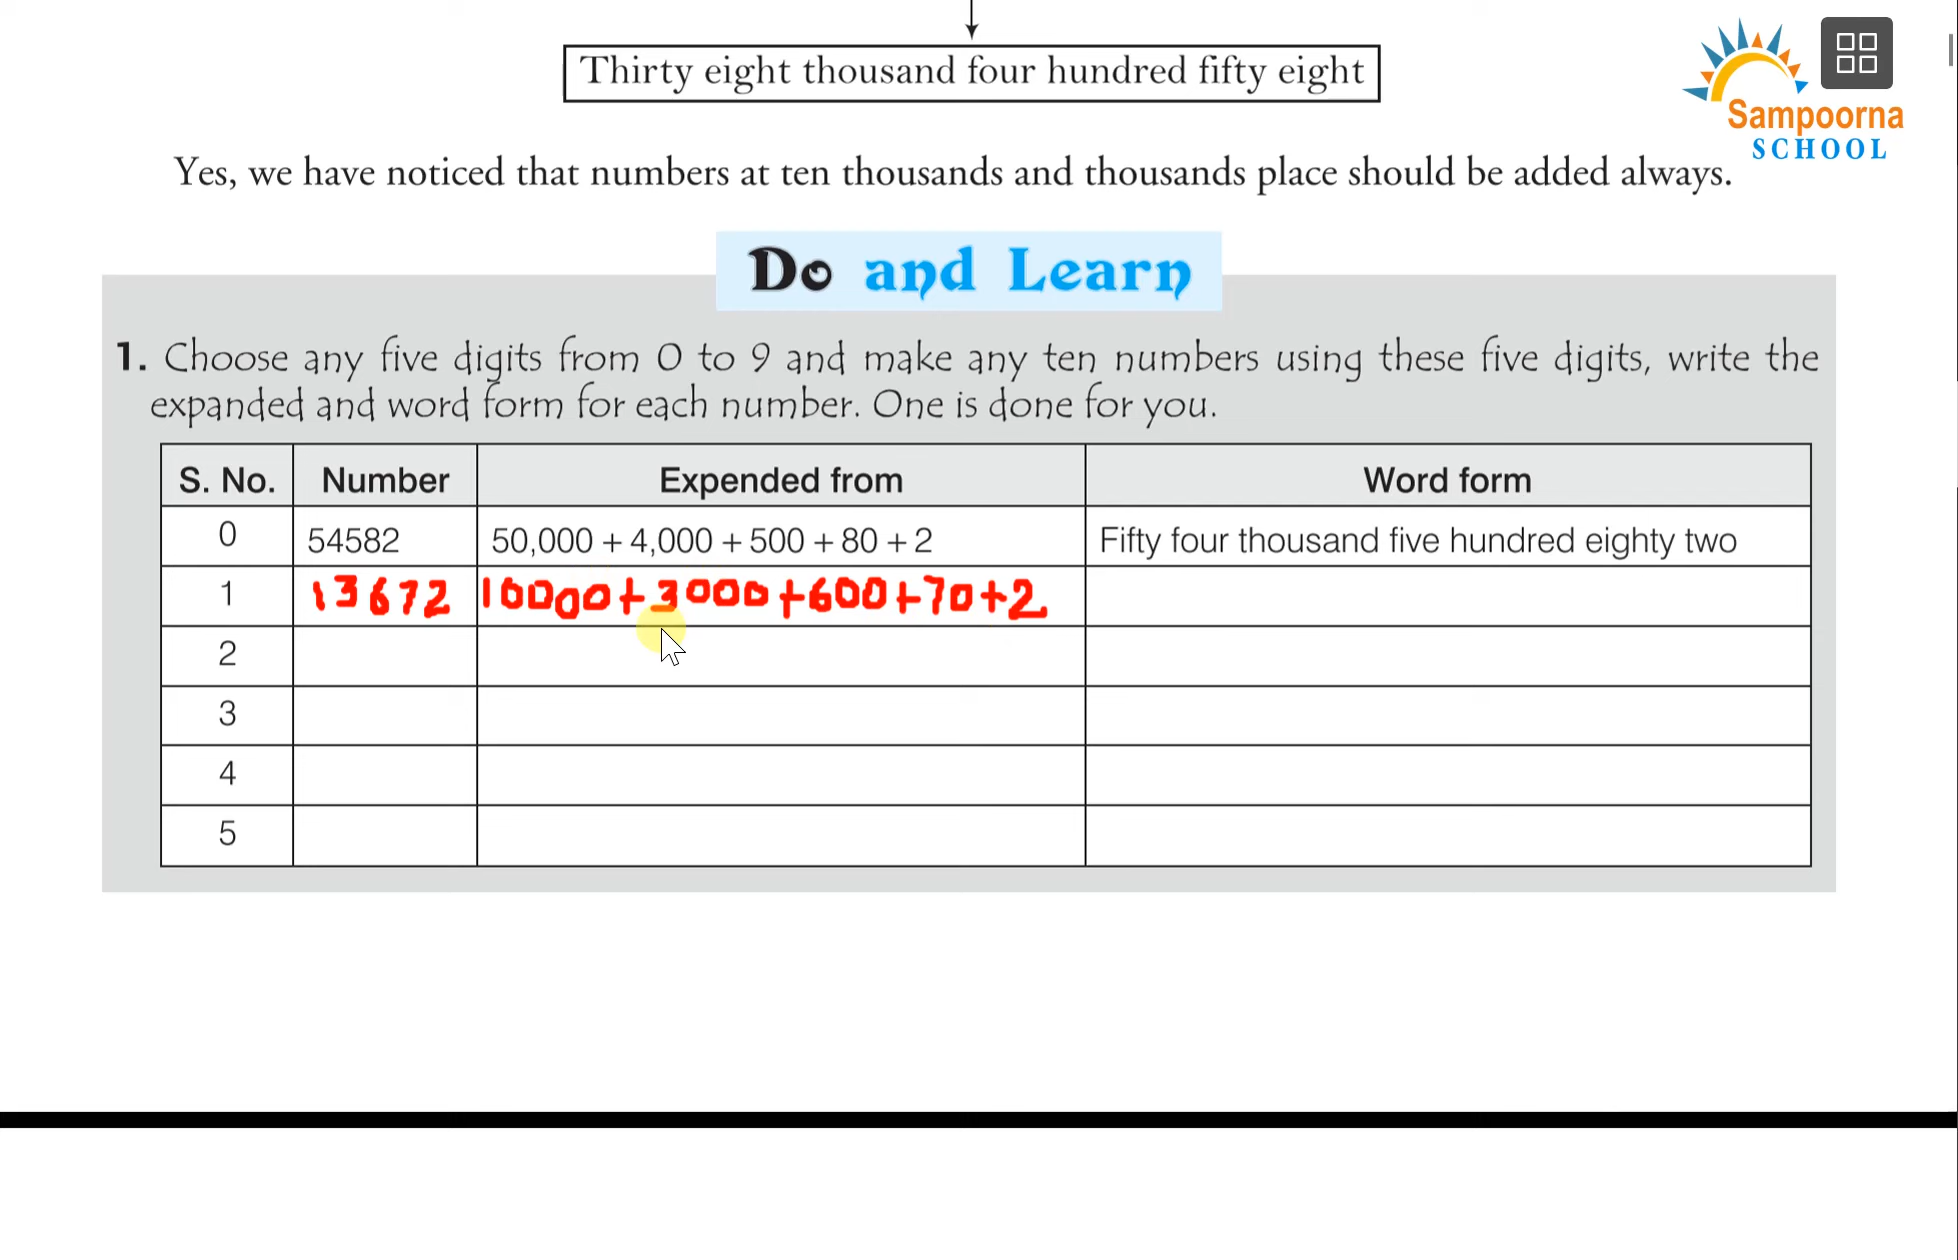 Thirty eight thousand four hundred fifty eight
Sampoorna
SCHOOL
Yes, we have noticed that numbers at ten thousands and thousands place should be added always.
Do and Learn
1. Choose any five digits from 0 to 9 and make any ten numbers using these five digits, write the
expanded and word form for each number. One is done for you.
S. No. Number Expended from Word form
0 54582 50,000 + 4,000 + 500 + 80 + 2 Fifty four thousand five hundred eighty two
1 13672 10000+3000+600+70+2
2
3
4
5